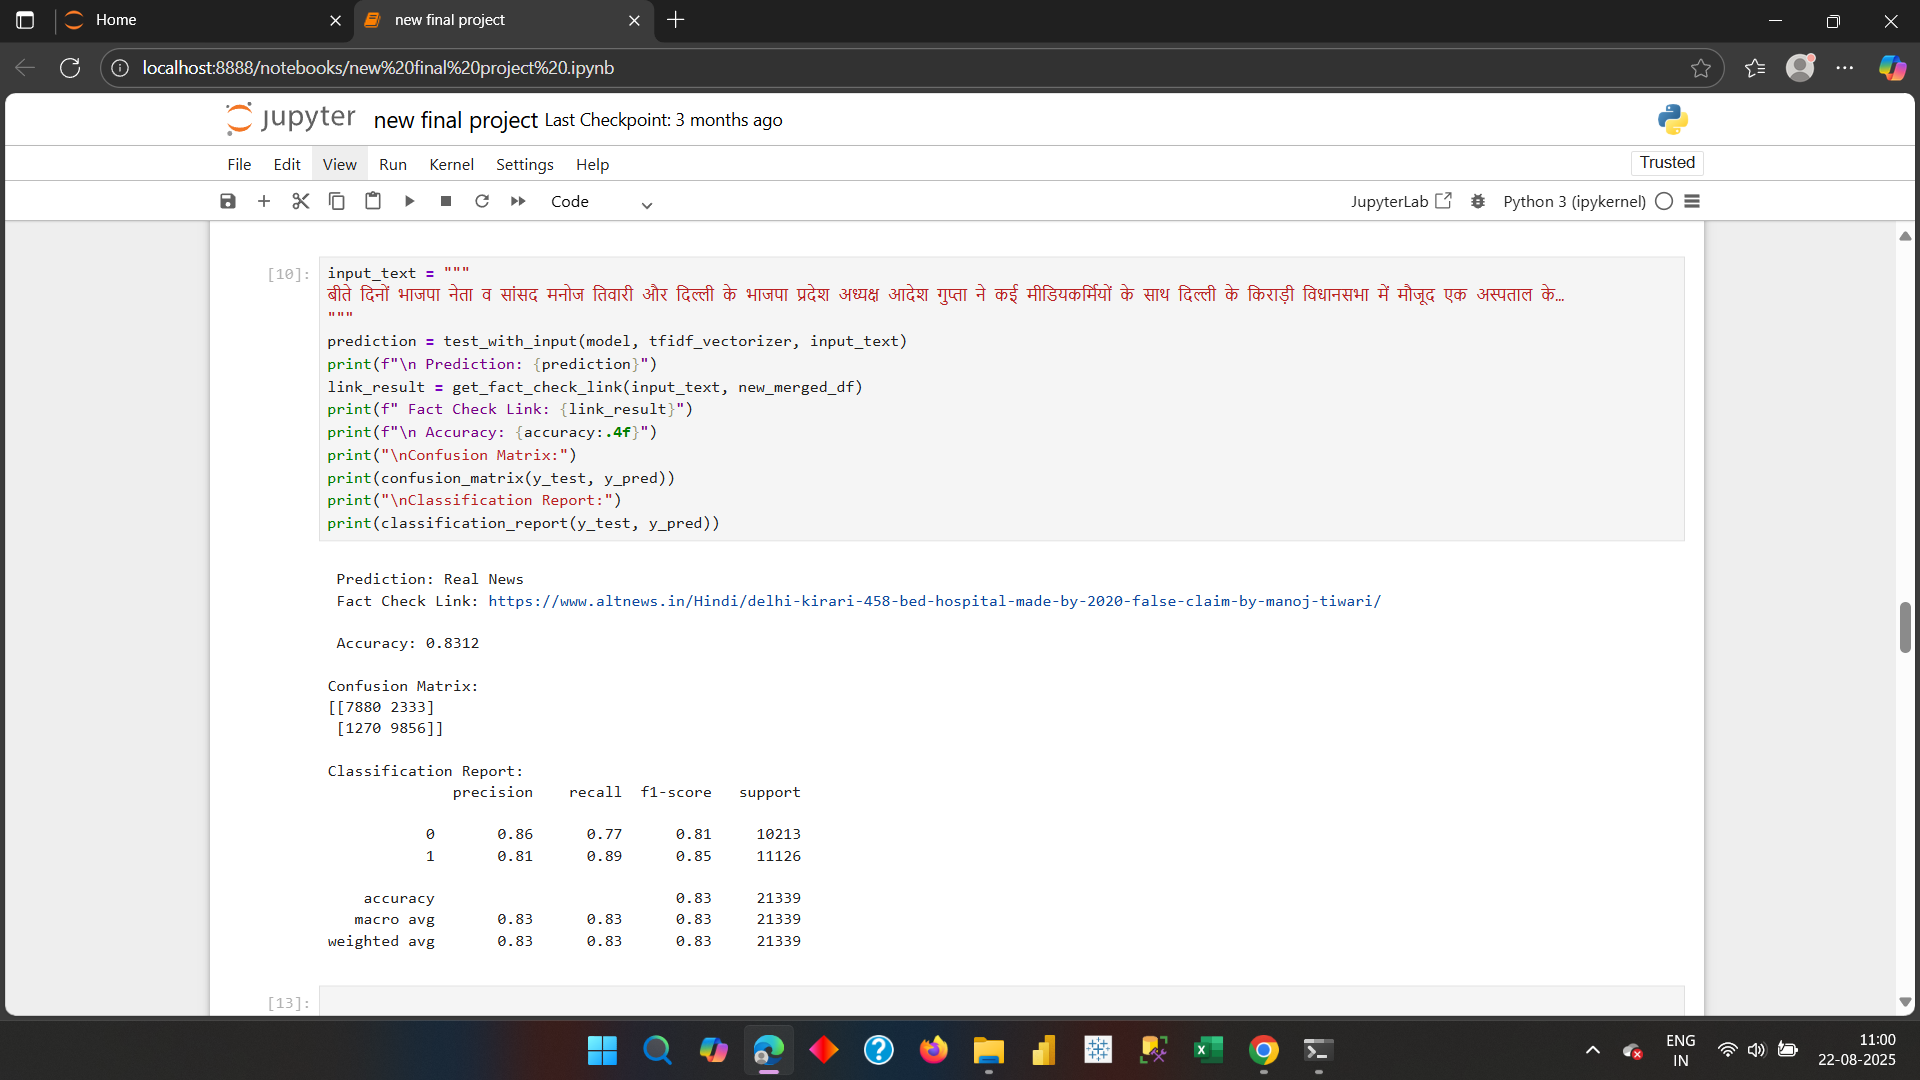 Home
new final project
localhost:8888/notebooks/new%20final%20project%20.ipynb
jupyter new final project Last Checkpoint: 3 months ago
File Edit View Run Kernel Settings Help
Trusted
Code
JupyterLab
Python 3 (ipykernel)
[10]:
input_text = """
बीते दिनों भाजपा नेता व सांसद मनोज तिवारी और दिल्ली के भाजपा प्रदेश अध्यक्ष आदेश गुप्ता ने कई मीडियकर्मियों के साथ दिल्ली के किराड़ी विधानसभा में मौजूद एक अस्पताल के…
"""
prediction = test_with_input(model, tfidf_vectorizer, input_text)
print(f"\n Prediction: {prediction}")
link_result = get_fact_check_link(input_text, new_merged_df)
print(f" Fact Check Link: {link_result}")
print(f"\n Accuracy: {accuracy:.4f}")
print("\nConfusion Matrix:")
print(confusion_matrix(y_test, y_pred))
print("\nClassification Report:")
print(classification_report(y_test, y_pred))
Prediction: Real News
Fact Check Link: https://www.altnews.in/Hindi/delhi-kirari-458-bed-hospital-made-by-2020-false-claim-by-manoj-tiwari/
Accuracy: 0.8312
Confusion Matrix:
[[7880 2333]
[1270 9856]]
Classification Report:
precision recall f1-score support
0 0.86 0.77 0.81 10213
1 0.81 0.89 0.85 11126
accuracy 0.83 21339
macro avg 0.83 0.83 0.83 21339
weighted avg 0.83 0.83 0.83 21339
[13]:
ENG
IN
11:00
22-08-2025